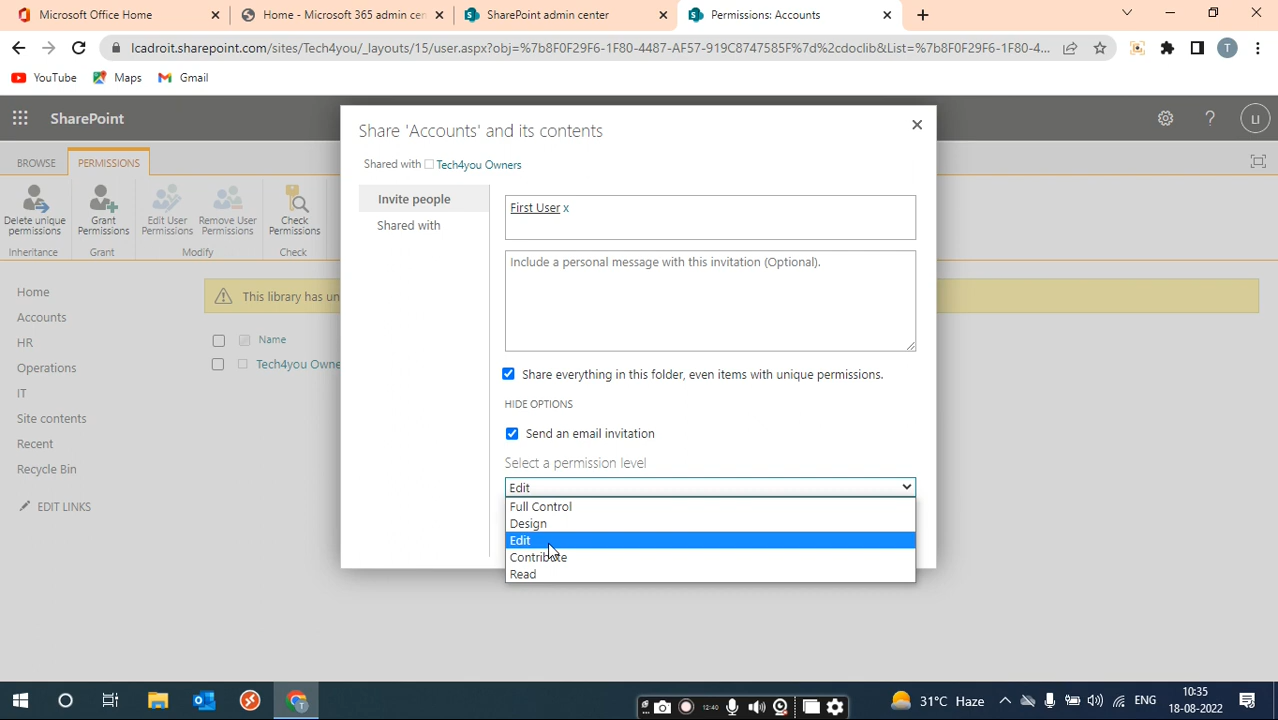 Microsoft Office Home
Home - Microsoft 365 admin cen
SharePoint admin center
Permissions: Accounts
lcadroit.sharepoint.com/sites/Tech4you/_layouts/15/user.aspx?obj=%7b8F0F29F6-1F80-4487-AF57-919C8747585F%7d%2cdoclib&List=%7b8F0F29F6-1F80-4...
T
YouTube
Maps
Gmail
SharePoint
LI
BROWSE
PERMISSIONS
Delete unique permissions
Grant Permissions
Edit User Permissions
Remove User Permissions
Check Permissions
Inheritance
Grant
Modify
Check
Home
Accounts
HR
Operations
IT
Site contents
Recent
Recycle Bin
EDIT LINKS
This library has un
Name
Tech4you Owne
Share 'Accounts' and its contents
Shared with Tech4you Owners
Invite people
Shared with
First User x
Include a personal message with this invitation (Optional).
Share everything in this folder, even items with unique permissions.
HIDE OPTIONS
Send an email invitation
Select a permission level
Edit
Full Control
Design
Edit
Contribute
Read
12:40
31°C Haze
ENG
10:35
18-08-2022